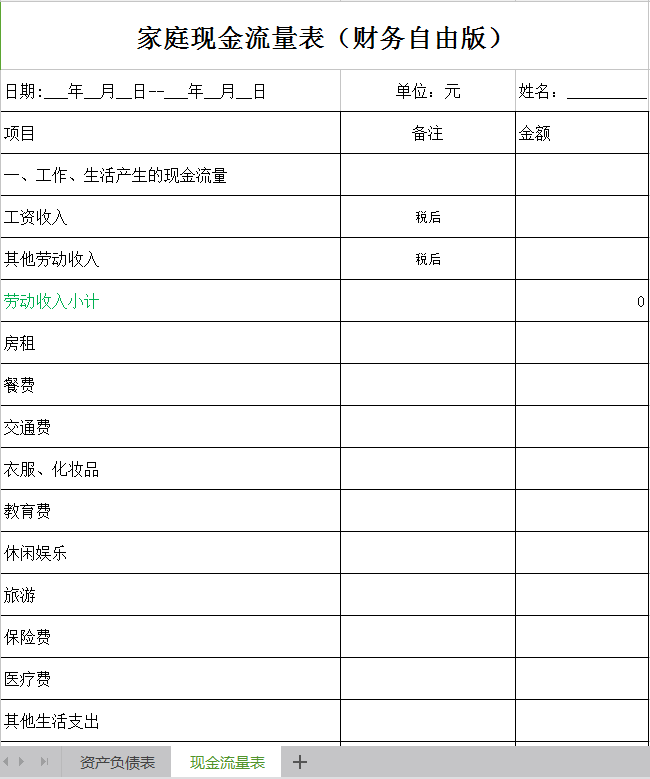 家庭现金流量表（财务自由版）
日期:___年__月__日--___年__月__日 单位：元 姓名：__________
项目 备注 金额
一、工作、生活产生的现金流量
工资收入 税后
其他劳动收入 税后
劳动收入小计 0
房租
餐费
交通费
衣服、化妆品
教育费
休闲娱乐
旅游
保险费
医疗费
其他生活支出
资产负债表 现金流量表 +